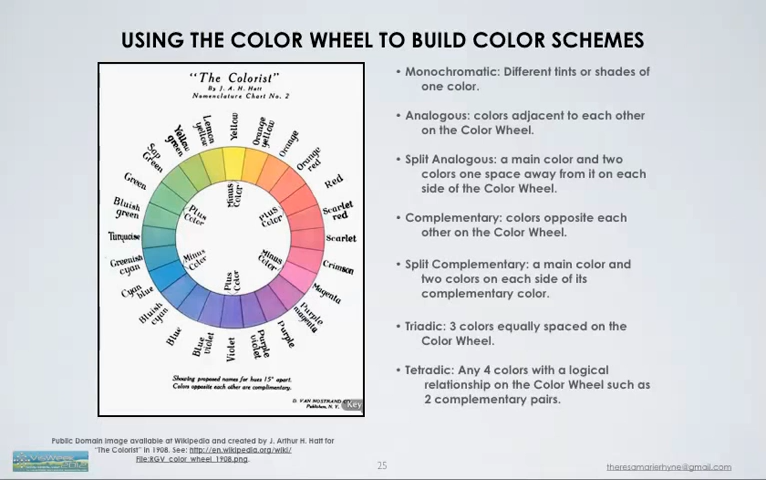 USING THE COLOR WHEEL TO BUILD COLOR SCHEMES
"The Colorist"
By J. A. H. Hatt
Nomenclature Chart No. 2
Yellow
Orange yellow
Orange
Orange red
Red
Scarlet red
Scarlet
Crimson
Magenta
Purple magenta
Purple
Purple violet
Violet
Blue violet
Blue
Bluish cyan
Cyan blue
Greenish cyan
Turquoise
Bluish green
Green
Sap Green
Yellow green
Lemon yellow
Minus Color
Plus Color
Minus Color
Plus Color
Minus Color
Plus Color
Showing proposed names for hues 15° apart.
Colors opposite each other are complimentary.
D. VAN NOSTRAND
Publishers, N. Y.
Key
• Monochromatic: Different tints or shades of
one color.
• Analogous: colors adjacent to each other
on the Color Wheel.
• Split Analogous: a main color and two
colors one space away from it on each
side of the Color Wheel.
• Complementary: colors opposite each
other on the Color Wheel.
• Split Complementary: a main color and
two colors on each side of its
complementary color.
• Triadic: 3 colors equally spaced on the
Color Wheel.
• Tetradic: Any 4 colors with a logical
relationship on the Color Wheel such as
2 complementary pairs.
Public Domain image available at Wikipedia and created by J. Arthur H. Hatt for
"The Colorist" in 1908. See: http://en.wikipedia.org/wiki/
File:RGV_color_wheel_1908.png.
25
theresamarierhyne@gmail.com